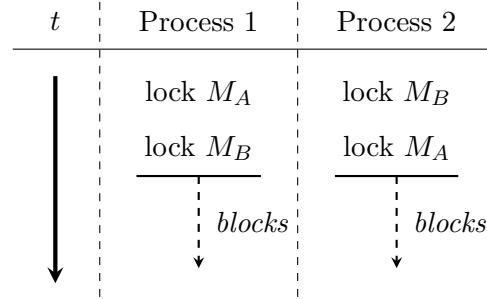 t Process 1 Process 2
lock M_A lock M_B
lock M_B lock M_A
blocks blocks